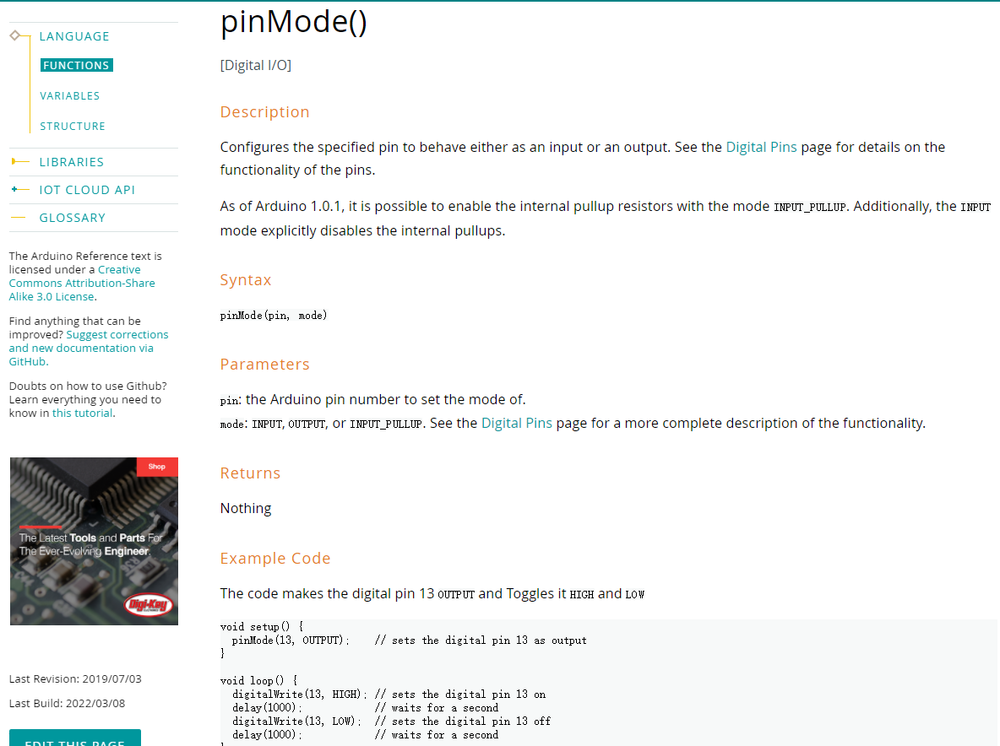 LANGUAGE
FUNCTIONS
VARIABLES
STRUCTURE
LIBRARIES
IOT CLOUD API
GLOSSARY
The Arduino Reference text is
licensed under a Creative
Commons Attribution-Share
Alike 3.0 License.
Find anything that can be
improved? Suggest corrections
and new documentation via
GitHub.
Doubts on how to use Github?
Learn everything you need to
know in this tutorial.
Shop
The Latest Tools and Parts For
The Ever-Evolving Engineer.
Digi-Key
Last Revision: 2019/07/03
Last Build: 2022/03/08
EDIT THIS PAGE
pinMode()
[Digital I/O]
Description
Configures the specified pin to behave either as an input or an output. See the Digital Pins page for details on the
functionality of the pins.
As of Arduino 1.0.1, it is possible to enable the internal pullup resistors with the mode INPUT_PULLUP. Additionally, the INPUT
mode explicitly disables the internal pullups.
Syntax
pinMode(pin, mode)
Parameters
pin: the Arduino pin number to set the mode of.
mode: INPUT, OUTPUT, or INPUT_PULLUP. See the Digital Pins page for a more complete description of the functionality.
Returns
Nothing
Example Code
The code makes the digital pin 13 OUTPUT and Toggles it HIGH and LOW
void setup() {
  pinMode(13, OUTPUT);    // sets the digital pin 13 as output
}
void loop() {
  digitalWrite(13, HIGH); // sets the digital pin 13 on
  delay(1000);            // waits for a second
  digitalWrite(13, LOW);  // sets the digital pin 13 off
  delay(1000);            // waits for a second